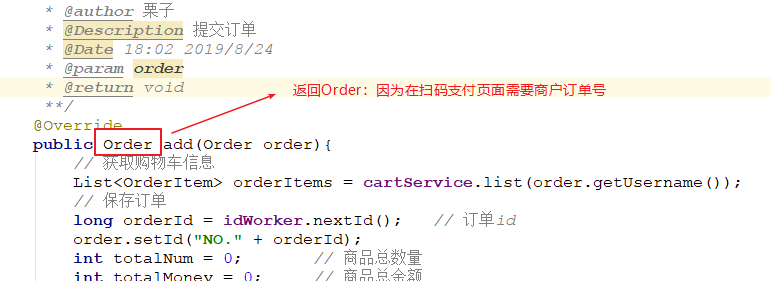 * @author 栗子
* @Description 提交订单
* @Date 18:02 2019/8/24
* @param order
* @return void
返回Order：因为在扫码支付页面需要商户订单号
**/
@Override
public Order add(Order order){
// 获取购物车信息
List<OrderItem> orderItems = cartService.list(order.getUsername());
// 保存订单
long orderId = idWorker.nextId(); // 订单id
order.setId("NO." + orderId);
int totalNum = 0; // 商品总数量
int totalMoney = 0; // 商品总金额